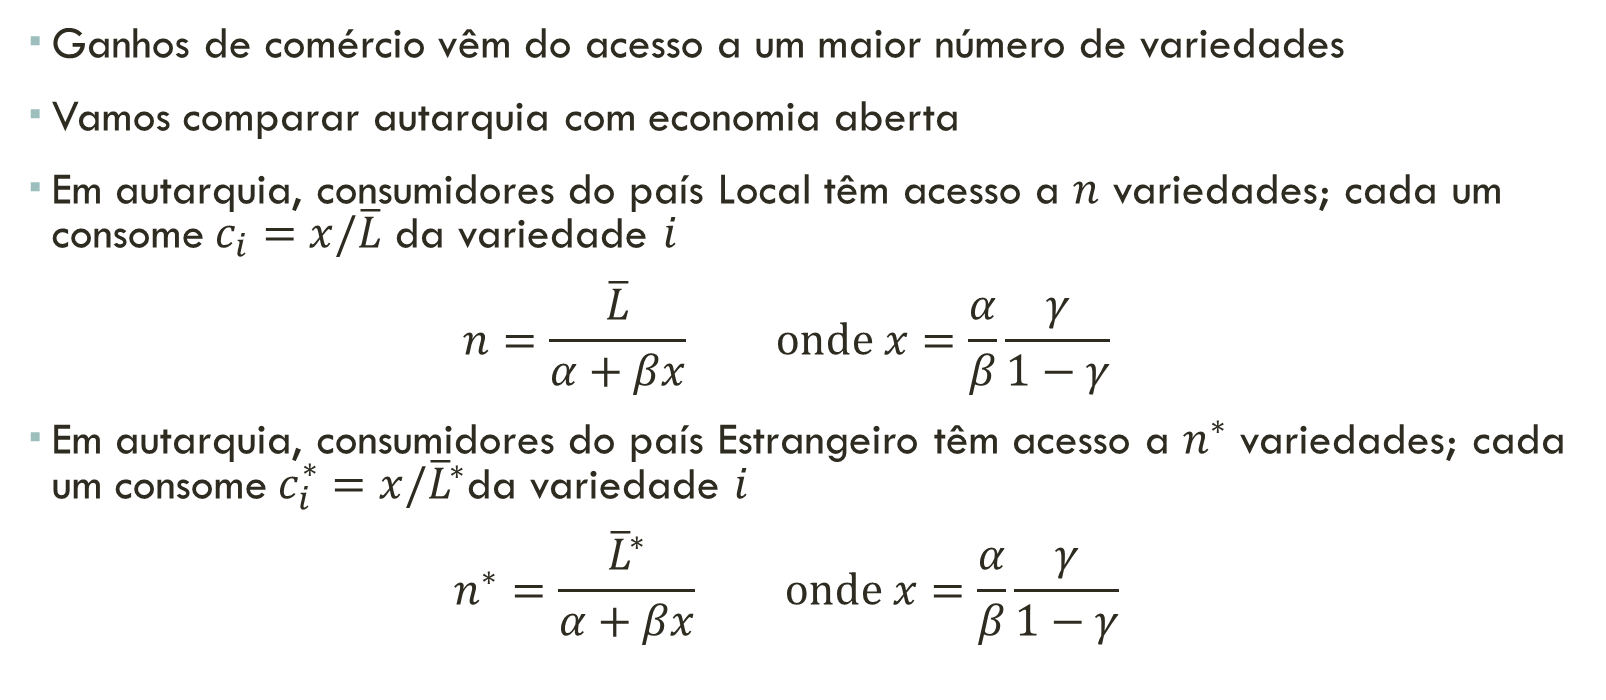 ▪ Ganhos de comércio vêm do acesso a um maior número de variedades
▪ Vamos comparar autarquia com economia aberta
▪ Em autarquia, consumidores do país Local têm acesso a n variedades; cada um
consome c_i = x/L̄ da variedade i
n = L̄/(α + βx) onde x = (α/β) (γ/(1 − γ))
▪ Em autarquia, consumidores do país Estrangeiro têm acesso a n* variedades; cada
um consome c_i* = x/L̄* da variedade i
n* = L̄*/(α + βx) onde x = (α/β) (γ/(1 − γ))